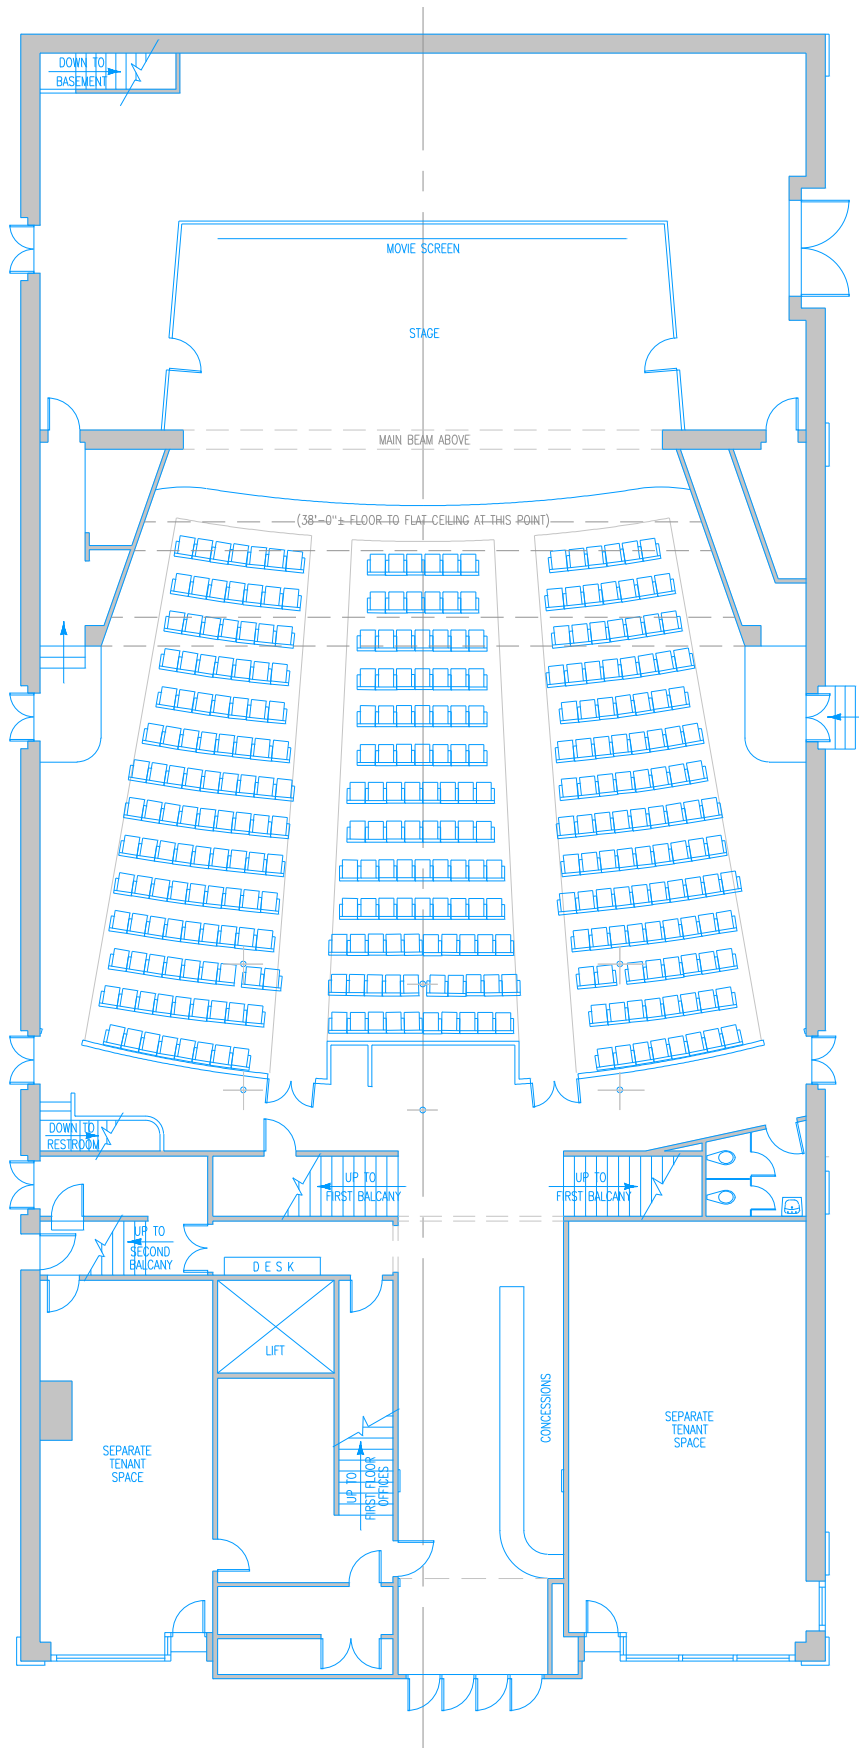 DOWN TO
BASEMENT
MOVIE SCREEN
STAGE
MAIN BEAM ABOVE
(38'-0"± FLOOR TO FLAT CEILING AT THIS POINT)
DOWN TO
RESTROOM
UP TO
FIRST BALCANY
UP TO
FIRST BALCANY
UP TO
SECOND
BALCANY
DESK
LIFT
CONCESSIONS
SEPARATE
TENANT
SPACE
SEPARATE
TENANT
SPACE
UP TO
FIRST FLOOR
OFFICES